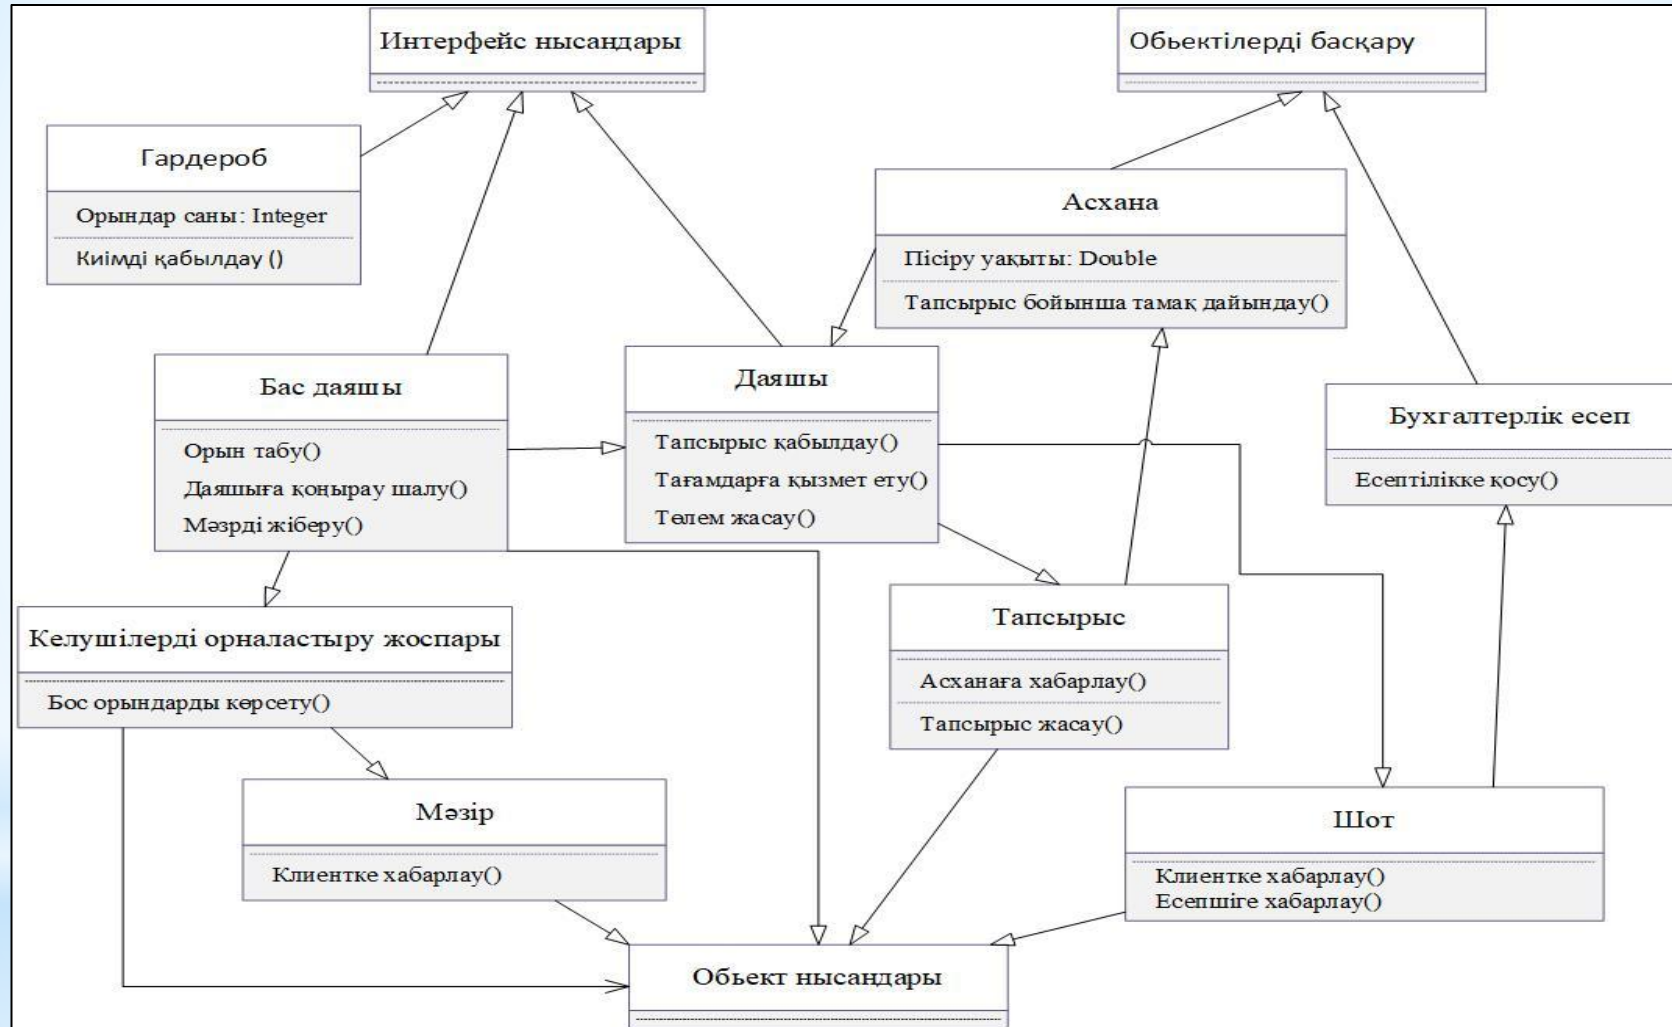 Интерфейс нысандары
Обьектілерді басқару
Гардероб
Орындар саны: Integer
Киімді қабылдау ()
Асхана
Пісіру уақыты: Double
Тапсырыс бойынша тамақ дайындау()
Бас даяшы
Орын табу()
Даяшыға қоңырау шалу()
Мәзрді жіберу()
Даяшы
Тапсырыс қабылдау()
Тағамдарға қызмет ету()
Төлем жасау()
Бухгалтерлік есеп
Есептілікке қосу()
Келушілерді орналастыру жоспары
Бос орындарды көрсету()
Тапсырыс
Асханаға хабарлау()
Тапсырыс жасау()
Мәзір
Клиентке хабарлау()
Шот
Клиентке хабарлау()
Есепшіге хабарлау()
Обьект нысандары